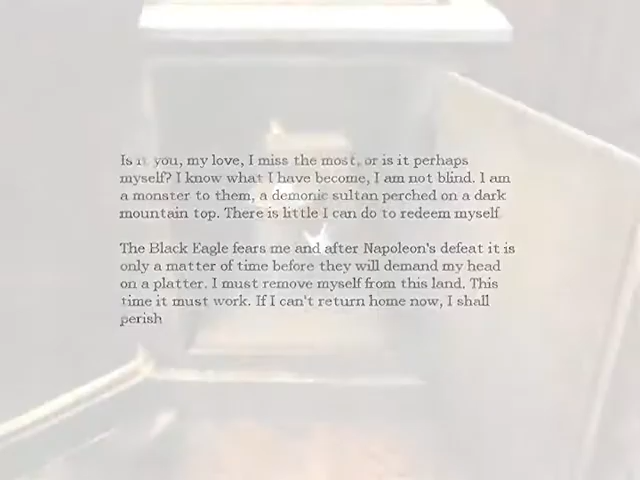 Is it you, my love, I miss the most, or is it perhaps
myself? I know what I have become, I am not blind. I am
a monster to them, a demonic sultan perched on a dark
mountain top. There is little I can do to redeem myself
The Black Eagle fears me and after Napoleon's defeat it is
only a matter of time before they will demand my head
on a platter. I must remove myself from this land. This
time it must work. If I can't return home now, I shall
perish